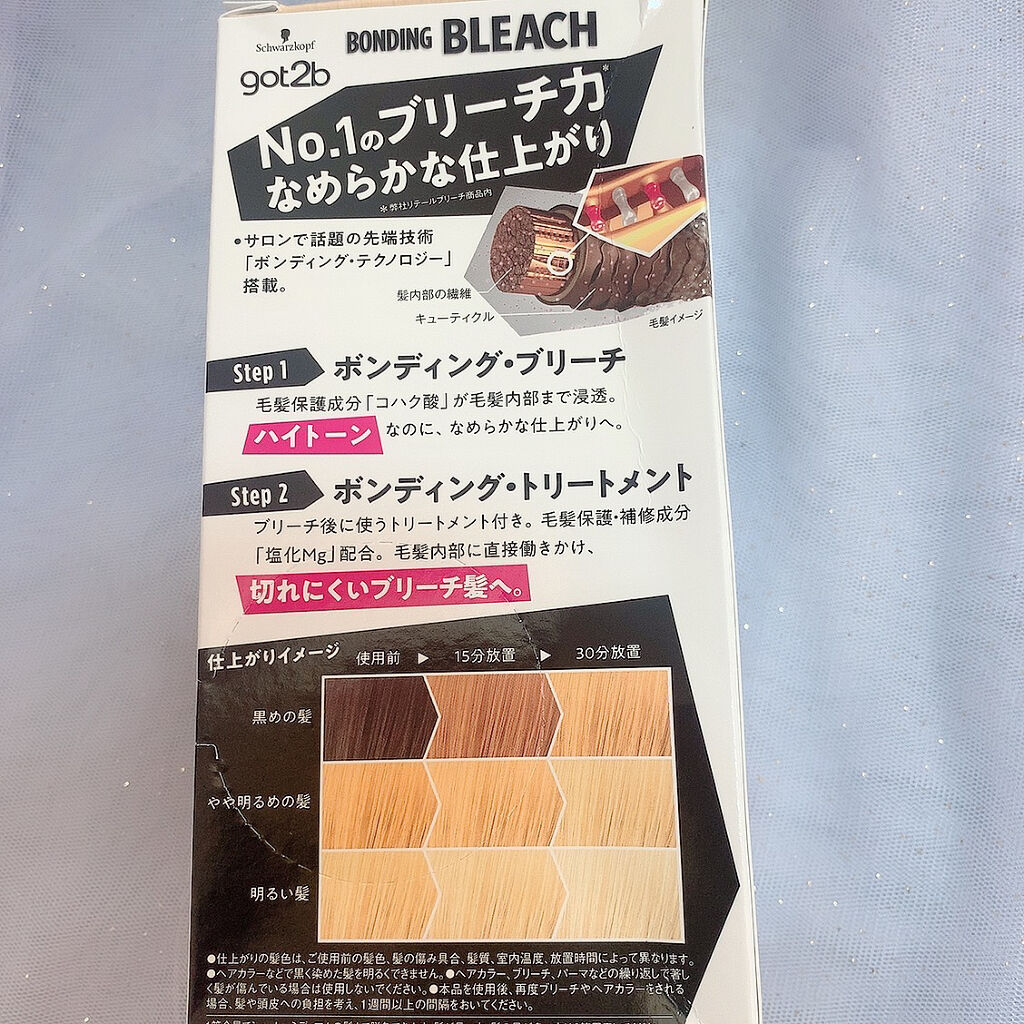 Schwarzkopf
got2b
BONDING BLEACH
No.1のブリーチ力*
なめらかな仕上がり
*弊社リテールブリーチ商品内
●サロンで話題の先端技術
「ボンディング・テクノロジー」
搭載。
髪内部の繊維
キューティクル
毛髪イメージ
Step 1 ボンディング・ブリーチ
毛髪保護成分「コハク酸」が毛髪内部まで浸透。
ハイトーン なのに、なめらかな仕上がりへ。
Step 2 ボンディング・トリートメント
ブリーチ後に使うトリートメント付き。毛髪保護・補修成分
「塩化Mg」配合。毛髪内部に直接働きかけ、
切れにくいブリーチ髪へ。
仕上がりイメージ 使用前 ▶ 15分放置 ▶ 30分放置
黒めの髪
やや明るめの髪
明るい髪
●仕上がりの髪色は、ご使用前の髪色、髪の傷み具合、髪質、室内温度、放置時間によって異なります。
●ヘアカラーなどで黒く染めた髪を明るくできません。●ヘアカラー、ブリーチ、パーマなどの繰り返しで著し
く髪が傷んでいる場合は使用しないでください。●本品を使用後、再度ブリーチやヘアカラーをされる
場合、髪や頭皮への負担を考え、1週間以上の間隔をおいてください。